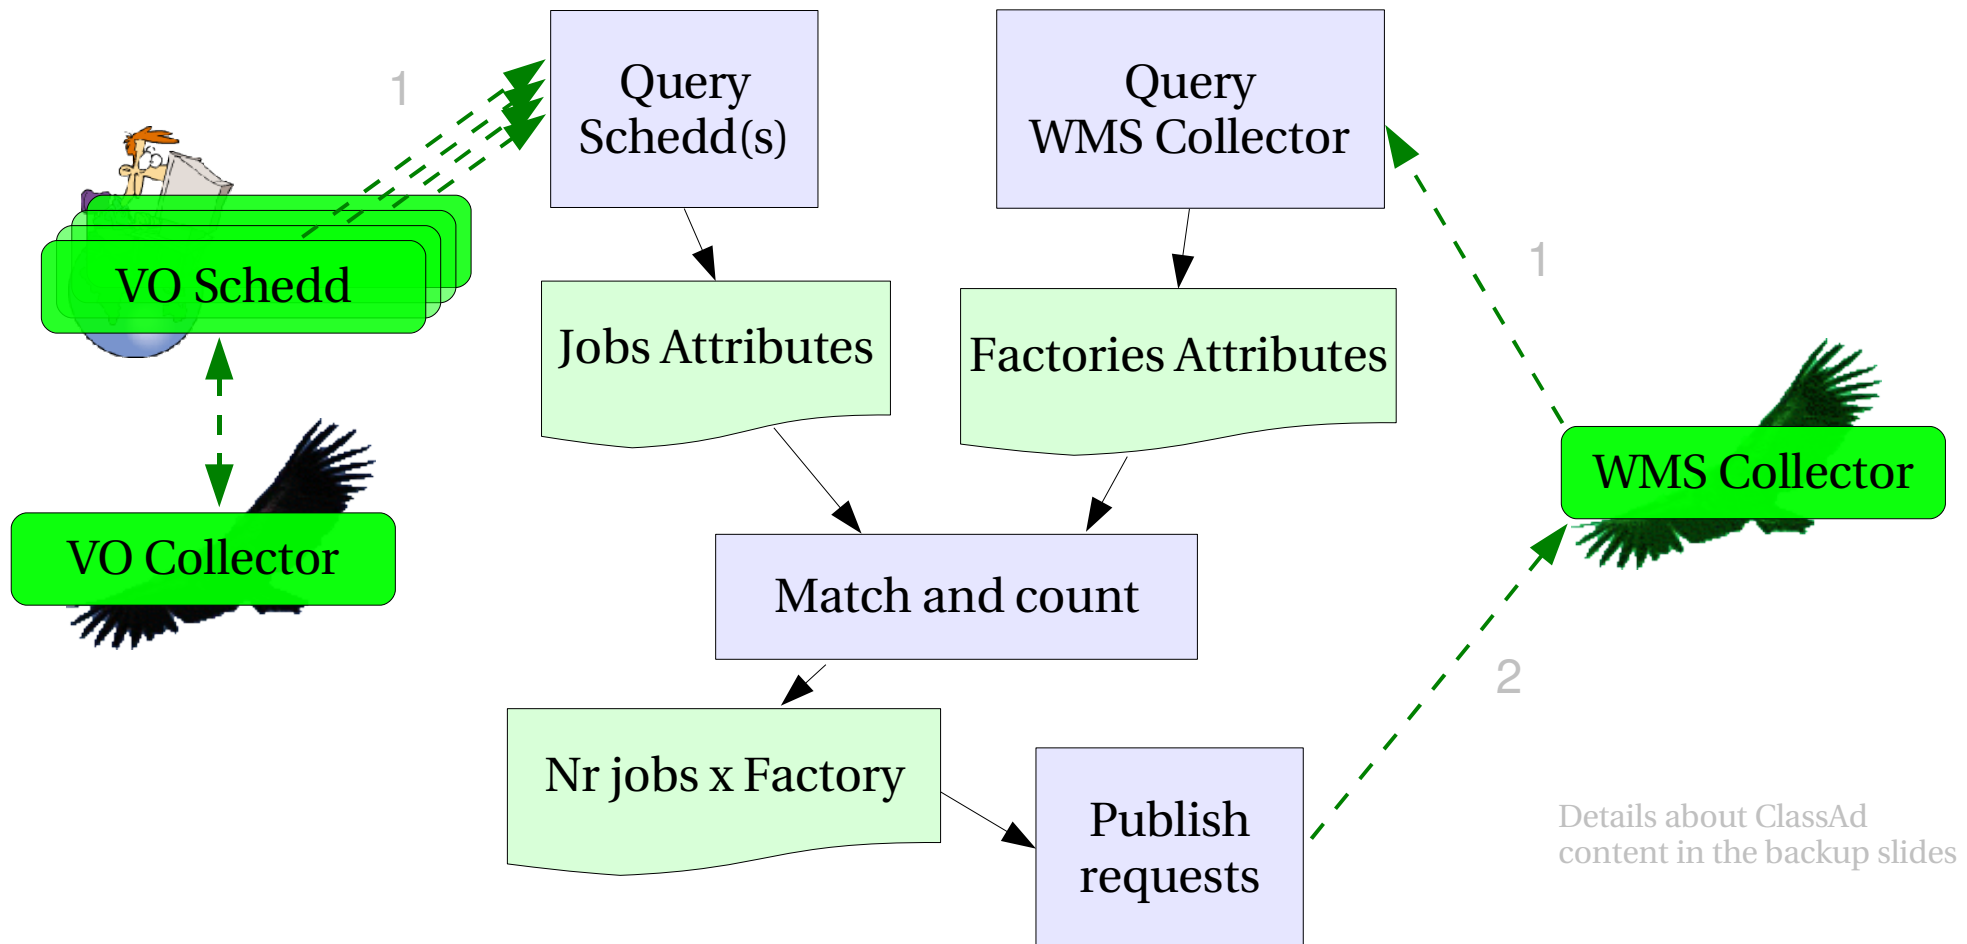 1
Query
Schedd(s)
Query
WMS Collector
1
VO Schedd
Jobs Attributes
Factories Attributes
WMS Collector
VO Collector
Match and count
2
Nr jobs x Factory
Publish
requests
Details about ClassAd
content in the backup slides